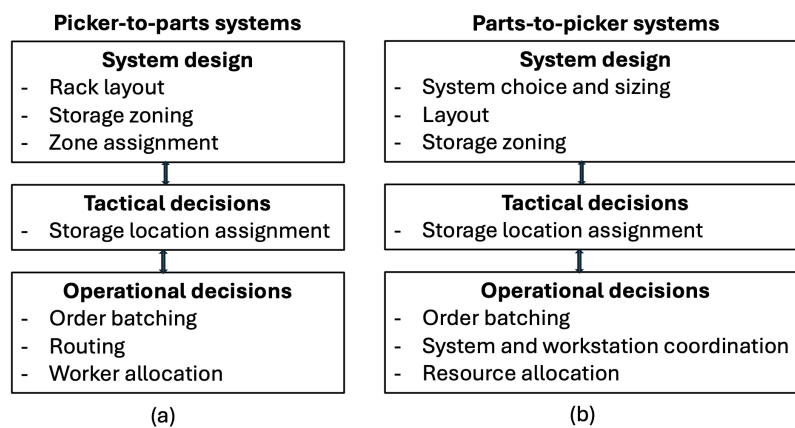 Picker-to-parts systems
System design
- Rack layout
- Storage zoning
- Zone assignment
Tactical decisions
- Storage location assignment
Operational decisions
- Order batching
- Routing
- Worker allocation
(a)
Parts-to-picker systems
System design
- System choice and sizing
- Layout
- Storage zoning
Tactical decisions
- Storage location assignment
Operational decisions
- Order batching
- System and workstation coordination
- Resource allocation
(b)